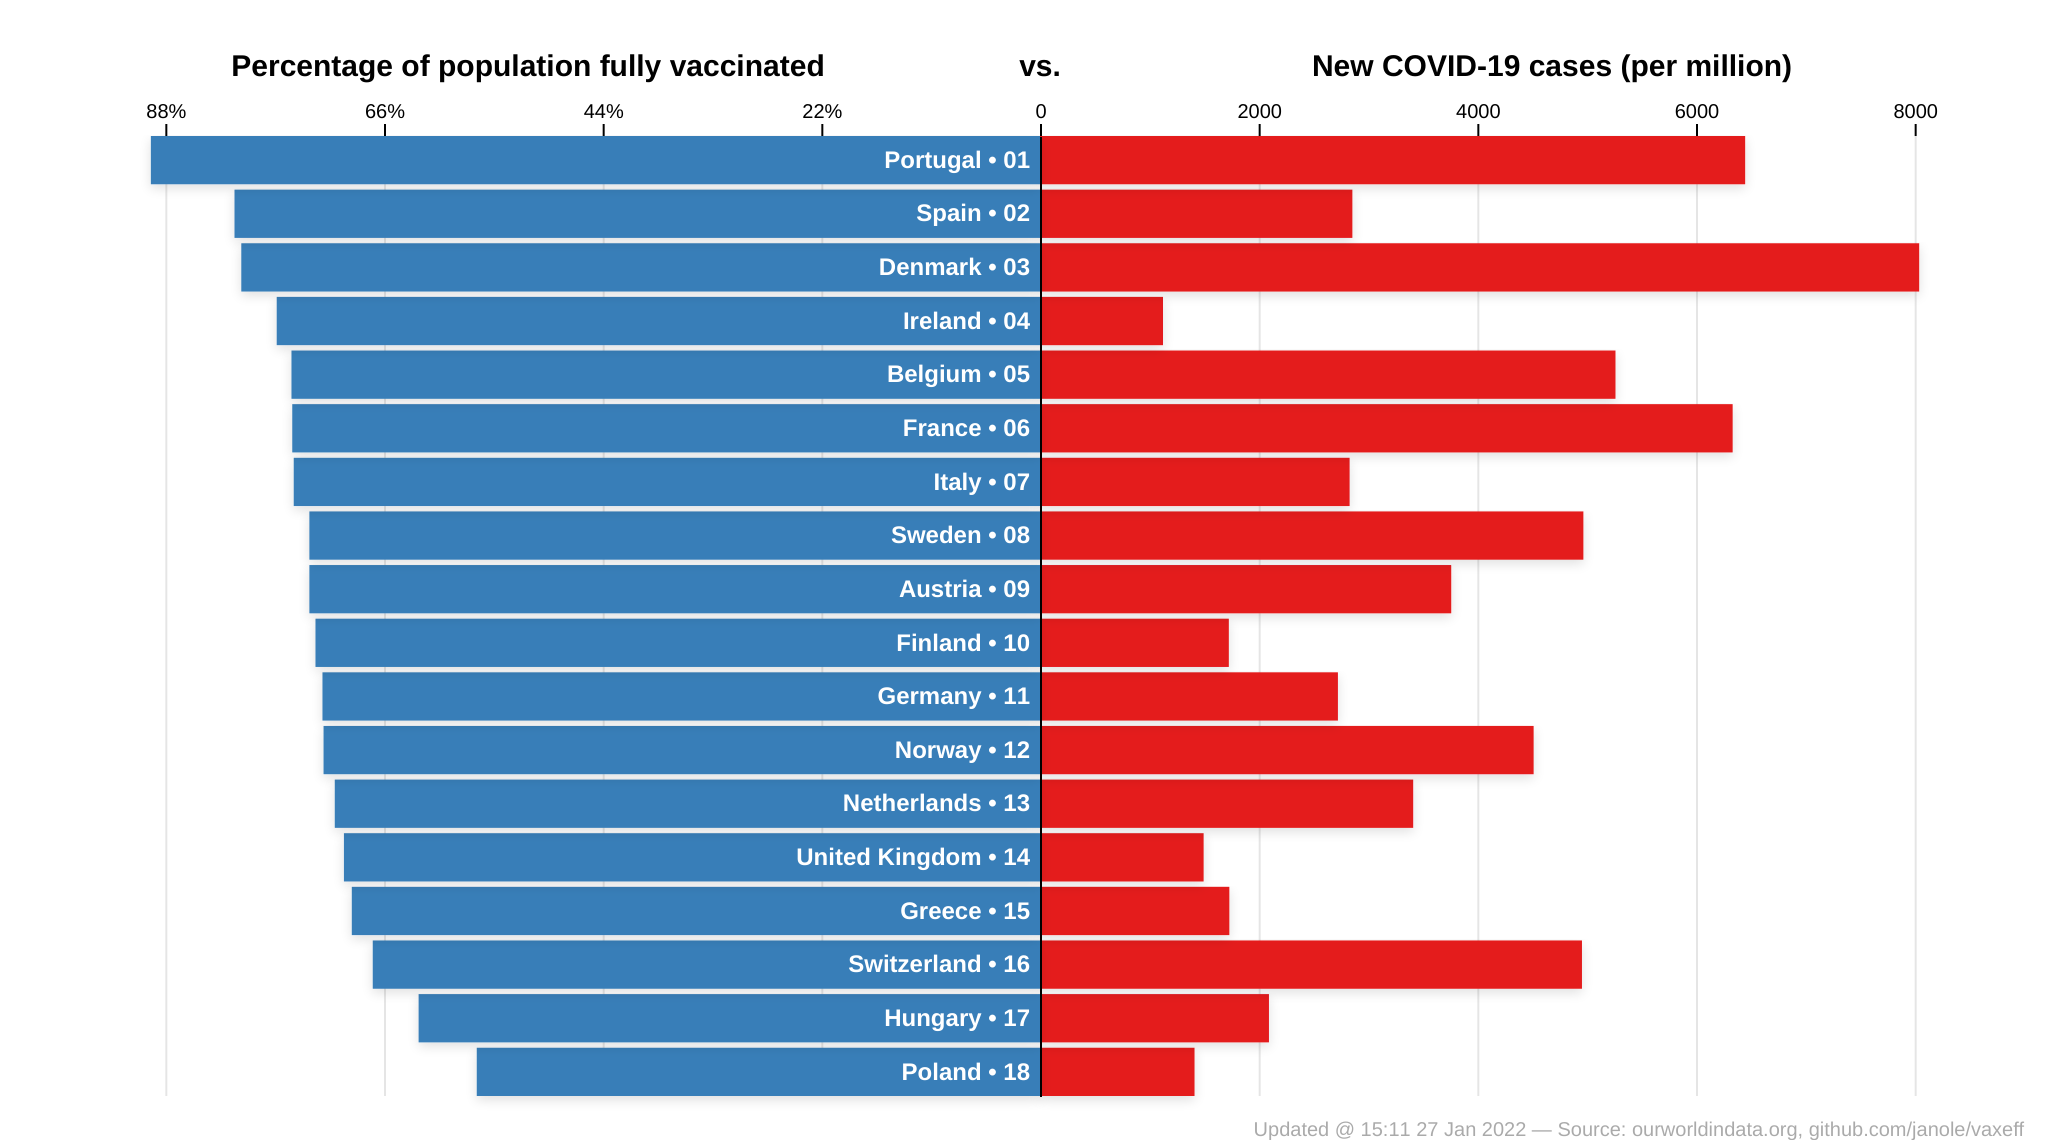 Percentage of population fully vaccinated vs. New COVID-19 cases (per million)
88% 66% 44% 22% 0 2000 4000 6000 8000
Portugal • 01
Spain • 02
Denmark • 03
Ireland • 04
Belgium • 05
France • 06
Italy • 07
Sweden • 08
Austria • 09
Finland • 10
Germany • 11
Norway • 12
Netherlands • 13
United Kingdom • 14
Greece • 15
Switzerland • 16
Hungary • 17
Poland • 18
Updated @ 15:11 27 Jan 2022 — Source: ourworldindata.org, github.com/janole/vaxeff